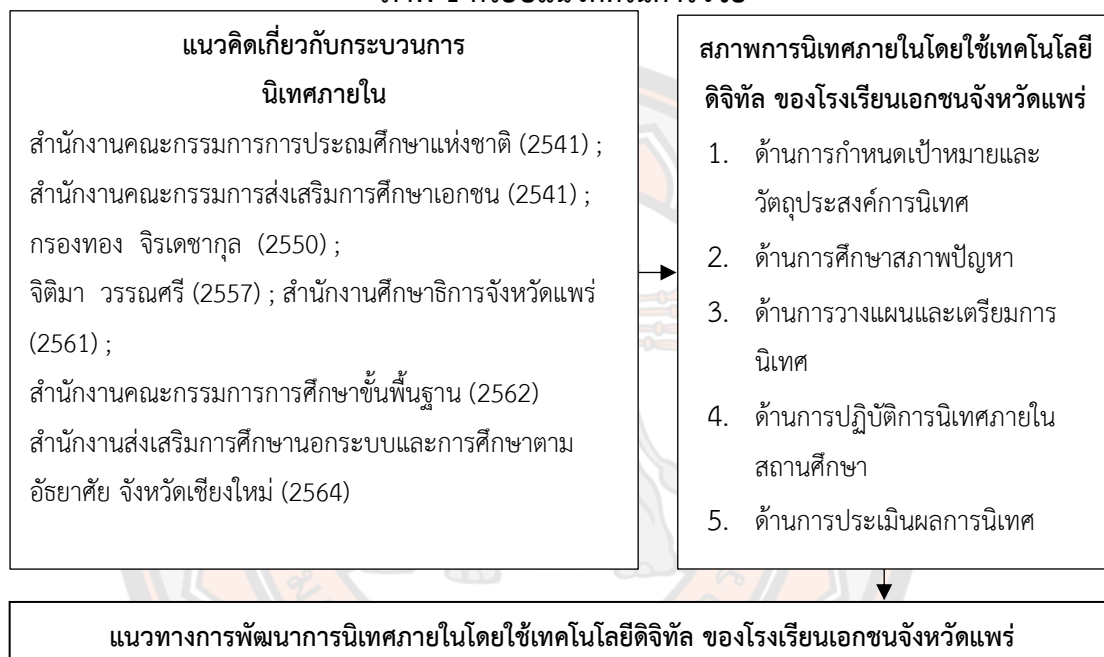 แนวคิดเกี่ยวกับกระบวนการ
นิเทศภายใน
สำนักงานคณะกรรมการการประถมศึกษาแห่งชาติ (2541) ;
สำนักงานคณะกรรมการส่งเสริมการศึกษาเอกชน (2541) ;
กรองทอง จิรเดชากุล (2550) ;
จิติมา วรรณศรี (2557) ; สำนักงานศึกษาธิการจังหวัดแพร่
(2561) ;
สำนักงานคณะกรรมการการศึกษาขั้นพื้นฐาน (2562)
สำนักงานส่งเสริมการศึกษานอกระบบและการศึกษาตาม
อัธยาศัย จังหวัดเชียงใหม่ (2564)
สภาพการนิเทศภายในโดยใช้เทคโนโลยี
ดิจิทัล ของโรงเรียนเอกชนจังหวัดแพร่
1. ด้านการกำหนดเป้าหมายและ
วัตถุประสงค์การนิเทศ
2. ด้านการศึกษาสภาพปัญหา
3. ด้านการวางแผนและเตรียมการ
นิเทศ
4. ด้านการปฏิบัติการนิเทศภายใน
สถานศึกษา
5. ด้านการประเมินผลการนิเทศ
แนวทางการพัฒนาการนิเทศภายในโดยใช้เทคโนโลยีดิจิทัล ของโรงเรียนเอกชนจังหวัดแพร่